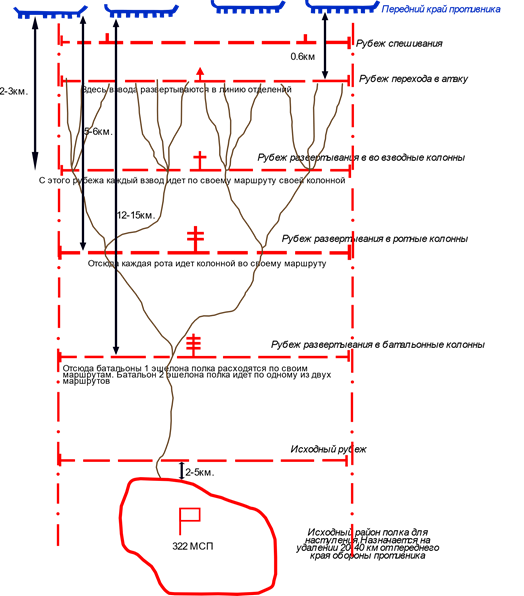 Передний край противника
Рубеж спешивания
0.6км
Рубеж перехода в атаку
Здесь взвода развертываются в линию отделений
2-3км.
5-6км.
Рубеж развертывания в во взводные колонны
С этого рубежа каждый взвод идет по своему маршруту своей колонной
12-15км.
Рубеж развертывания в ротные колонны
Отсюда каждая рота идет колонной во своему маршруту
Рубеж развертывания в батальонные колонны
Отсюда батальоны 1 эшелона полка расходятся по своим
маршрутам. Батальон 2 эшелона полка идет по одному из двух
маршрутов
Исходный рубеж
2-5км.
322 МСП
Исходный район полка для
наступления.Назначается на
удалении 20-40 км отпереднего
края обороны противника